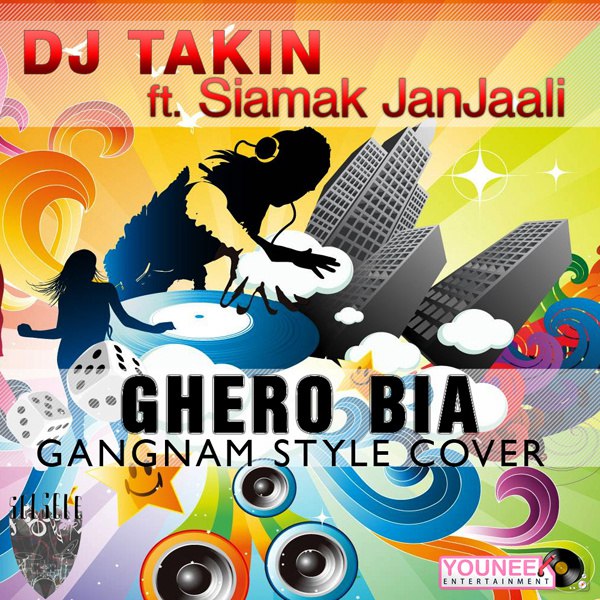 DJ TAKIN
ft. Siamak JanJaali
GHERO BIA
GANGNAM STYLE COVER
YOUNEEK
ENTERTAINMENT